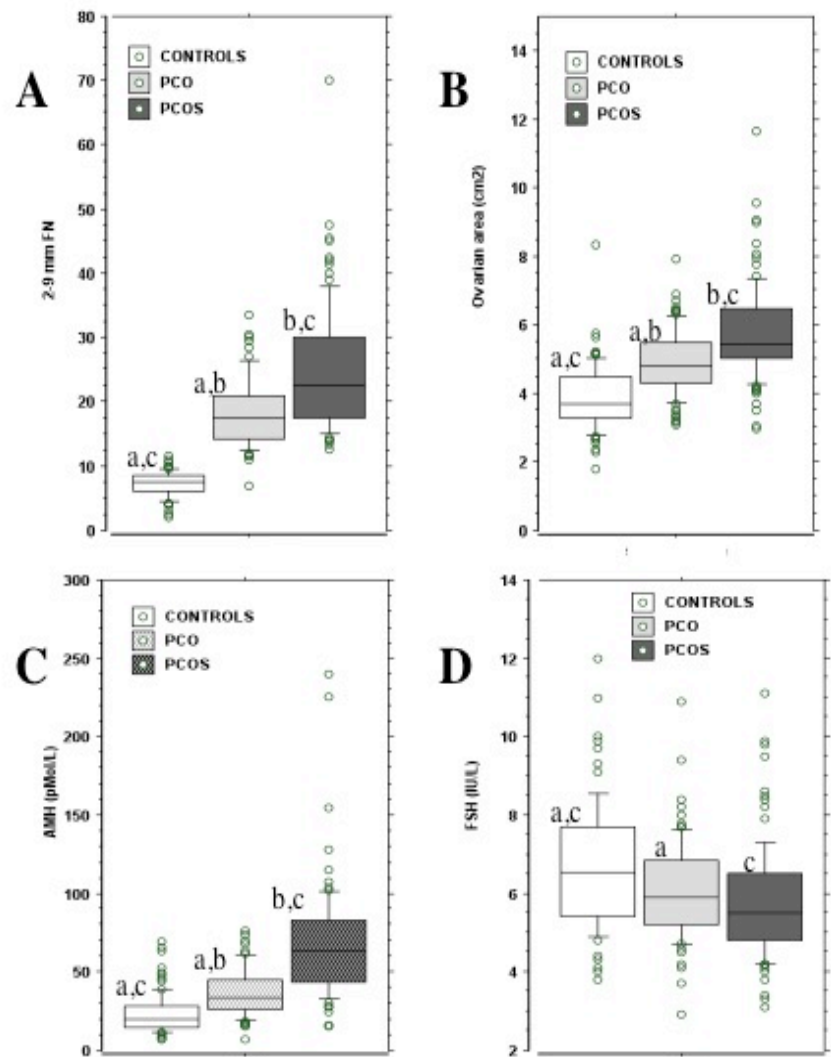 A
80
70
60
50
40
30
20
10
0
2-9 mm FN
CONTROLS
PCO
PCOS
a,c
a,b
b,c
B
14
12
10
8
6
4
2
0
Ovarian area (cm2)
CONTROLS
PCO
PCOS
a,c
a,b
b,c
C
300
250
200
150
100
50
0
AMH (pMol/L)
CONTROLS
PCO
PCOS
a,c
a,b
b,c
D
14
12
10
8
6
4
2
FSH (IU/L)
CONTROLS
PCO
PCOS
a,c
a
c